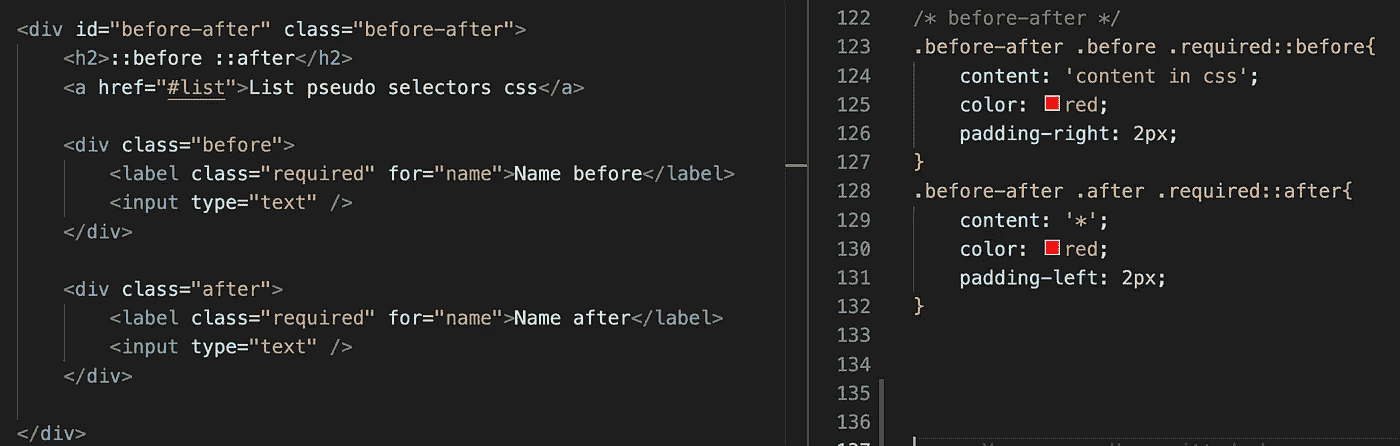 <div id="before-after" class="before-after">
<h2>::before ::after</h2>
<a href="#list">List pseudo selectors css</a>
<div class="before">
<label class="required" for="name">Name before</label>
<input type="text" />
</div>
<div class="after">
<label class="required" for="name">Name after</label>
<input type="text" />
</div>
</div>
122 /* before-after */
123 .before-after .before .required::before{
124 content: 'content in css';
125 color: red;
126 padding-right: 2px;
127 }
128 .before-after .after .required::after{
129 content: '*';
130 color: red;
131 padding-left: 2px;
132 }
133
134
135
136
137